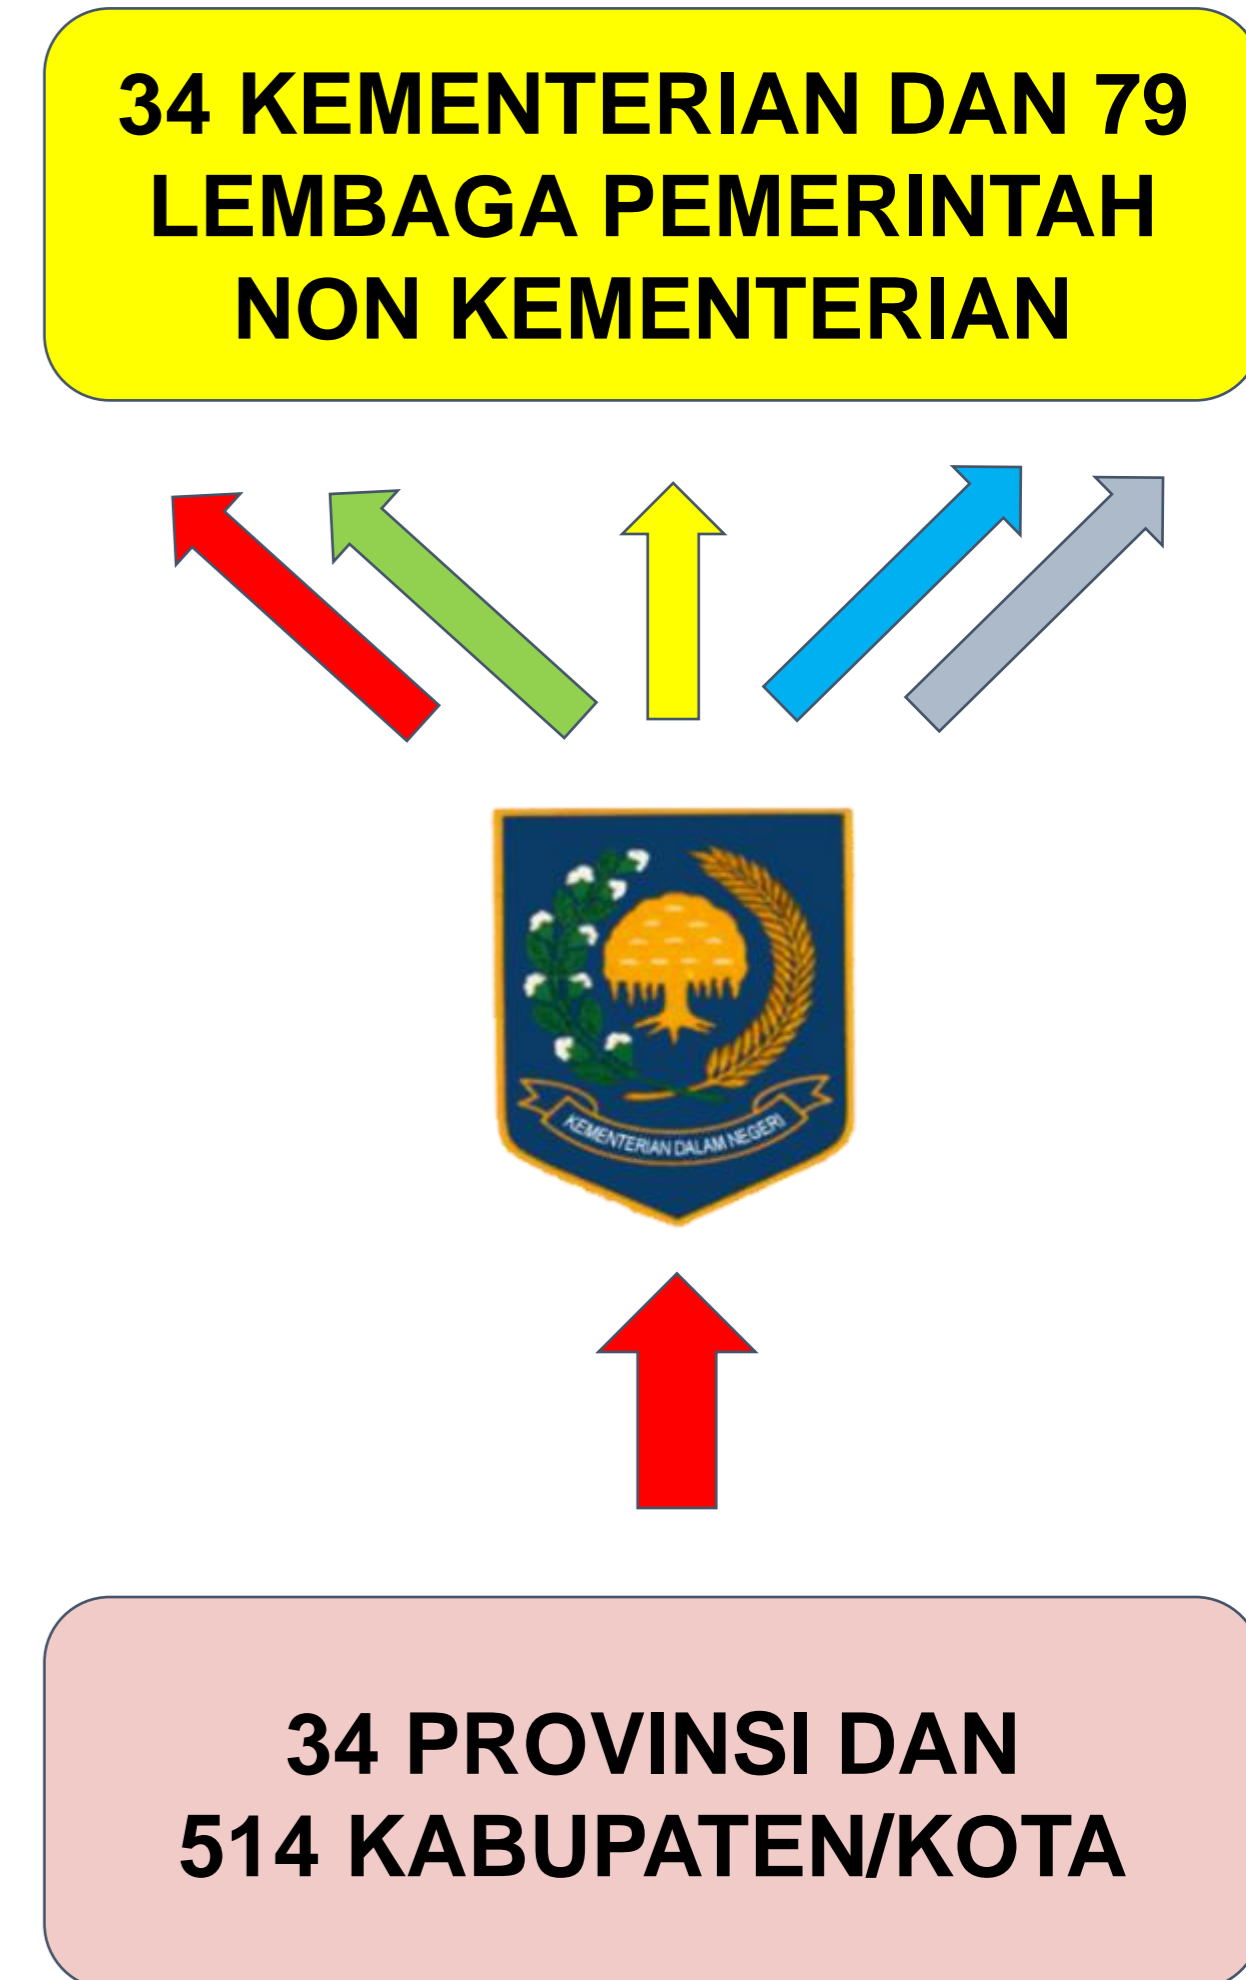 34 KEMENTERIAN DAN 79
LEMBAGA PEMERINTAH
NON KEMENTERIAN
KEMENTERIAN DALAM NEGERI
34 PROVINSI DAN
514 KABUPATEN/KOTA